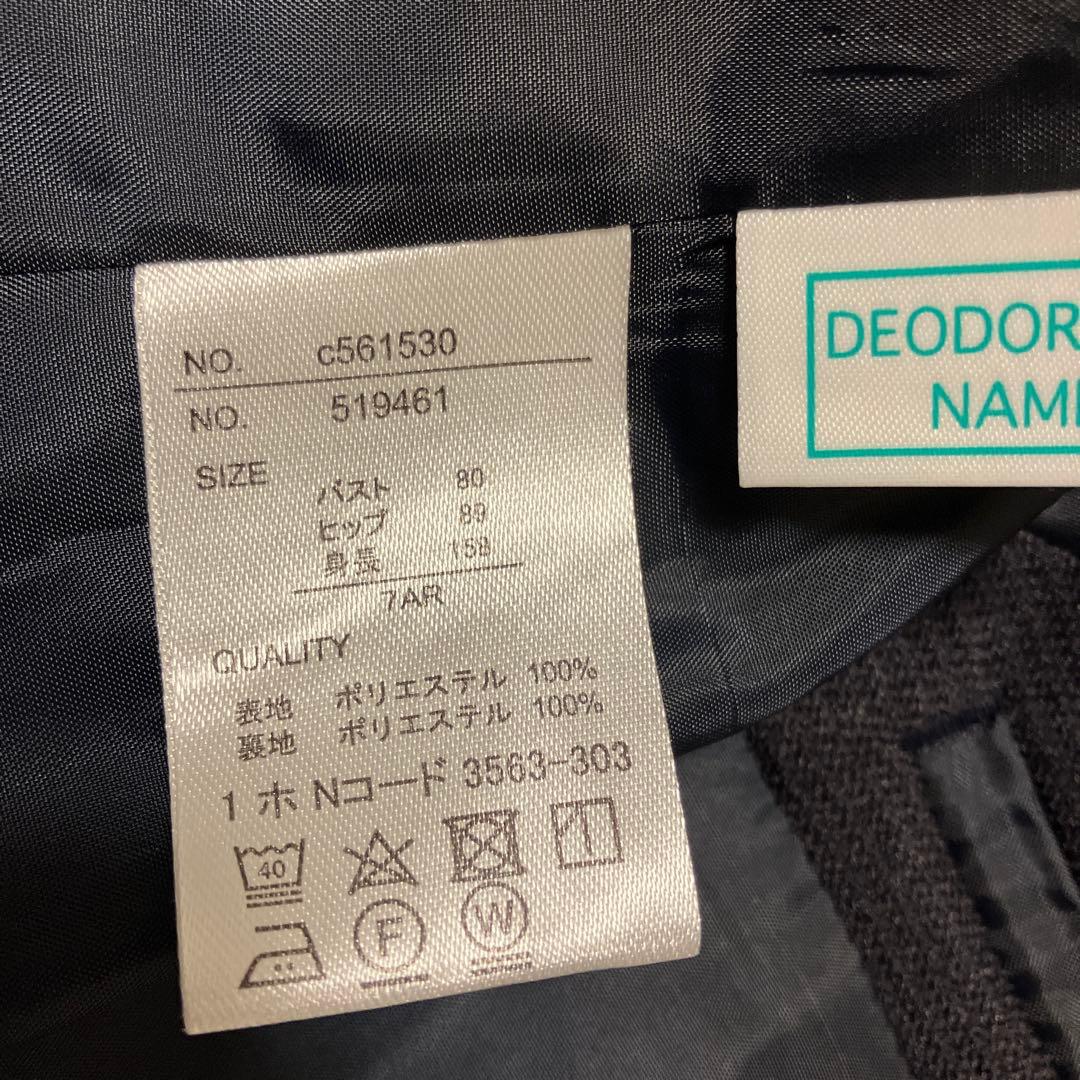 NO. c561530
NO. 519461
SIZE
バスト 80
ヒップ 89
身長 158
7AR
QUALITY
表地 ポリエステル 100%
裏地 ポリエステル 100%
1 ホ Nコード 3563-303
40
F
W
DEODOR
NAM